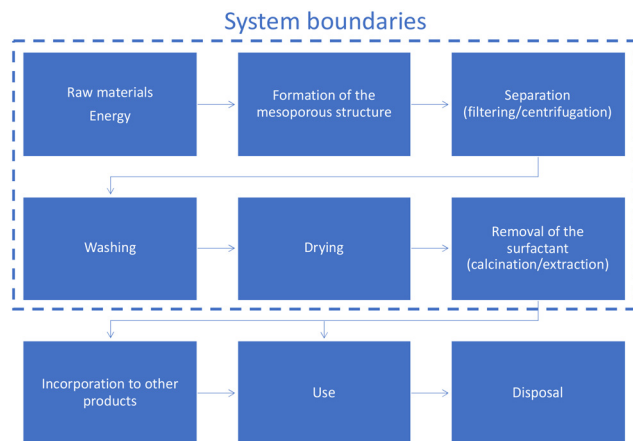 System boundaries
Raw materials
Energy
Formation of the
mesoporous structure
Separation
(filtering/centrifugation)
Washing
Drying
Removal of the
surfactant
(calcination/extraction)
Incorporation to other
products
Use
Disposal